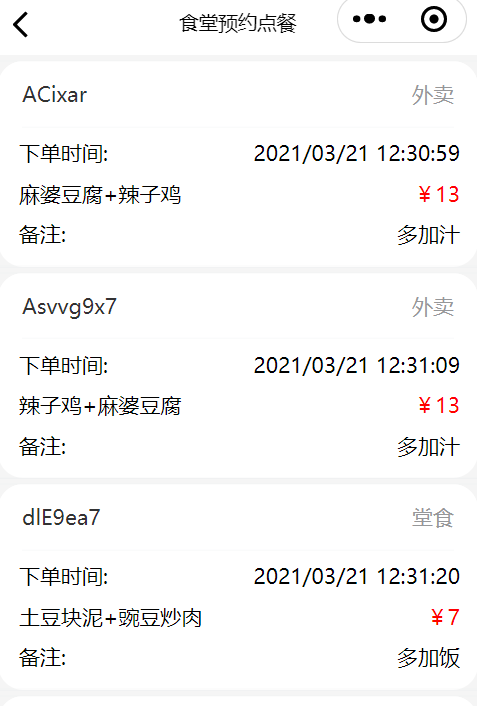 食堂预约点餐
ACixar 外卖
下单时间: 2021/03/21 12:30:59
麻婆豆腐+辣子鸡 ¥13
备注: 多加汁
Asvvg9x7 外卖
下单时间: 2021/03/21 12:31:09
辣子鸡+麻婆豆腐 ¥13
备注: 多加汁
dlE9ea7 堂食
下单时间: 2021/03/21 12:31:20
土豆块泥+豌豆炒肉 ¥7
备注: 多加饭